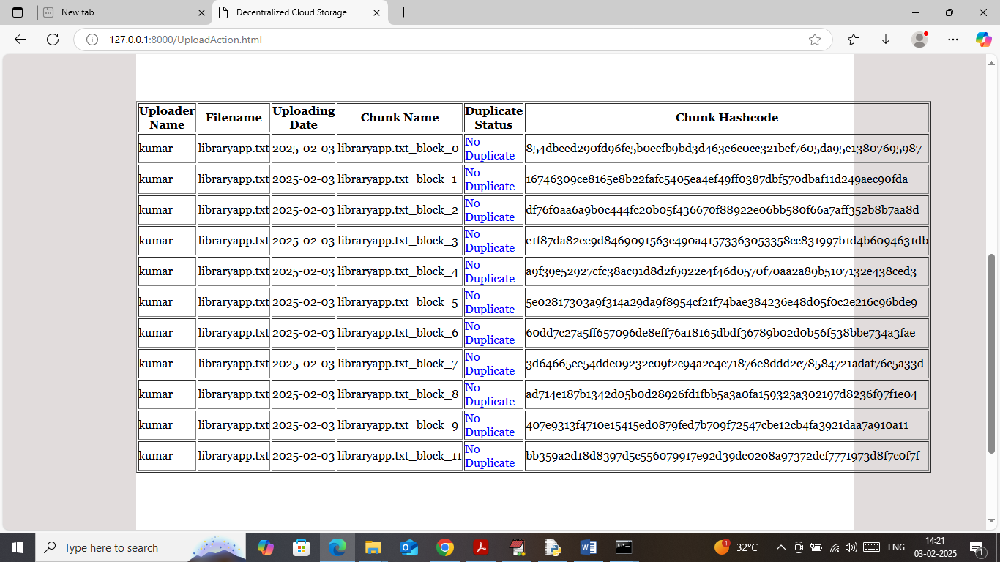 New tab
Decentralized Cloud Storage
127.0.0.1:8000/UploadAction.html
Uploader Name Filename Uploading Date Chunk Name Duplicate Status Chunk Hashcode
kumar libraryapp.txt 2025-02-03 libraryapp.txt_block_0 No Duplicate 854dbeed290fd96fc5b0eefb9bd3d463e6c0cc321bef7605da95e13807695987
kumar libraryapp.txt 2025-02-03 libraryapp.txt_block_1 No Duplicate 16746309ce8165e8b22fafc5405ea4ef49ff0387dbf570dbaf11d249aec90fda
kumar libraryapp.txt 2025-02-03 libraryapp.txt_block_2 No Duplicate df76f0aa6a9b0c444fc20b05f436670f88922e06bb580f66a7aff352b8b7aa8d
kumar libraryapp.txt 2025-02-03 libraryapp.txt_block_3 No Duplicate e1f87da82ee9d8469091563e490a41573363053358cc831997b1d4b6094631db
kumar libraryapp.txt 2025-02-03 libraryapp.txt_block_4 No Duplicate a9f39e52927cfc38ac91d8d2f9922e4f46d0570f70aa2a89b5107132e438ced3
kumar libraryapp.txt 2025-02-03 libraryapp.txt_block_5 No Duplicate 5e02817303a9f314a29da9f8954cf21f74bae384236e48d05f0c2e216c96bde9
kumar libraryapp.txt 2025-02-03 libraryapp.txt_block_6 No Duplicate 60dd7c27a5ff657096de8eff76a18165dbdf36789b02d0b56f538bbe734a3fae
kumar libraryapp.txt 2025-02-03 libraryapp.txt_block_7 No Duplicate 3d64665ee54dde09232c09f2c94a2e4e71876e8ddd2c78584721adaf76c5a33d
kumar libraryapp.txt 2025-02-03 libraryapp.txt_block_8 No Duplicate ad714e187b1342d05b0d28926fd1fbb5a3a0fa159323a302197d8236f97f1e04
kumar libraryapp.txt 2025-02-03 libraryapp.txt_block_9 No Duplicate 407e9313f4710e15415ed0879fed7b709f72547cbe12cb4fa3921daa7a910a11
kumar libraryapp.txt 2025-02-03 libraryapp.txt_block_11 No Duplicate bb359a2d18d8397d5c556079917e92d39dc0208a97372dcf7771973d8f7c0f7f
Type here to search
1
32°C
ENG
14:21
03-02-2025
1